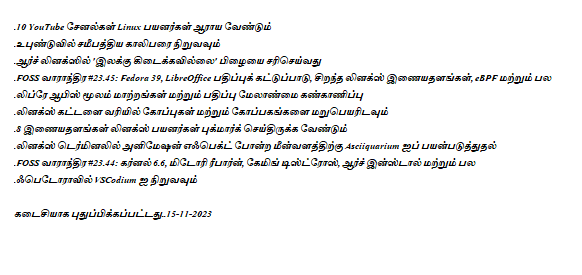 .10 YouTube சேனல்கள் Linux பயனர்கள் ஆராய வேண்டும்
.உபுண்டுவில் சமீபத்திய காலிபரை நிறுவவும்
.ஆர்ச் லினக்ஸில் 'இலக்கு கிடைக்கவில்லை' பிழையை சரிசெய்வது
.FOSS வாராந்திர #23.45: Fedora 39, LibreOffice பதிப்புக் கட்டுப்பாடு, சிறந்த லினக்ஸ் இணையதளங்கள், eBPF மற்றும் பல
.லிப்ரே ஆபிஸ் மூலம் மாற்றங்கள் மற்றும் பதிப்பு மேலாண்மை கண்காணிப்பு
.லினக்ஸ் கட்டளை வரியில் கோப்புகள் மற்றும் கோப்பகங்களை மறுபெயரிடவும்
.8 இணையதளங்கள் லினக்ஸ் பயனர்கள் புக்மார்க் செய்திருக்க வேண்டும்
.லினக்ஸ் டெர்மினலில் அனிமேஷன் எஃபெக்ட் போன்ற மீன்வளத்திற்கு Asciiquarium ஐப் பயன்படுத்துதல்
.FOSS வாராந்திர #23.44: கர்னல் 6.6, மிடோரி ரீபார்ன், கேமிங் டிஸ்ட்ரோஸ், ஆர்ச் இன்ஸ்டால் மற்றும் பல
.ஃபெடோராவில் VSCodium ஐ நிறுவவும்
கடைசியாக புதுப்பிக்கப்பட்டது..15-11-2023